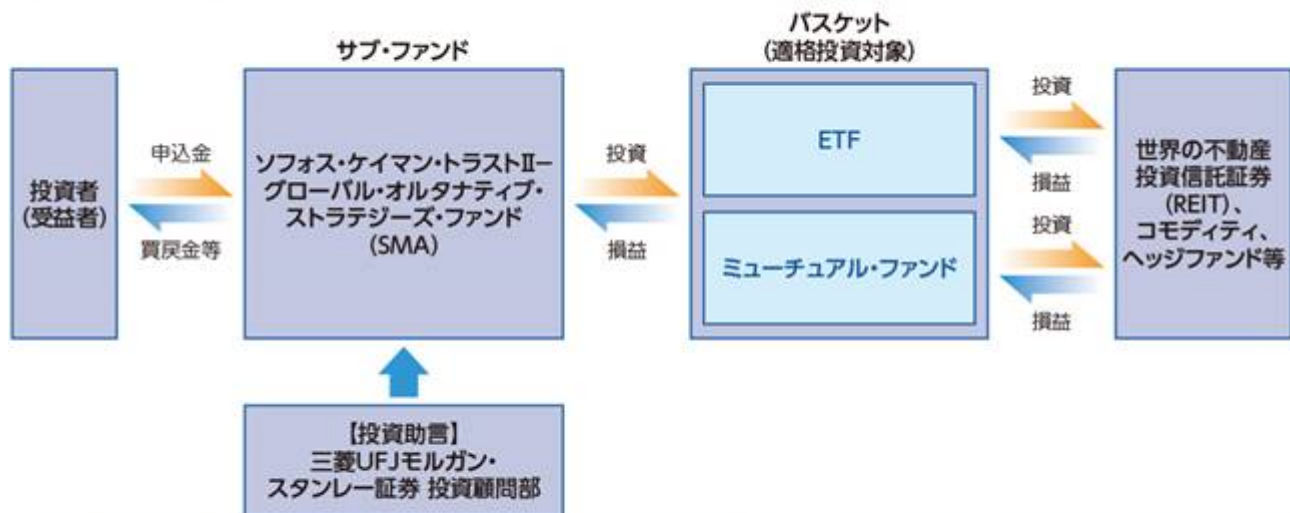 サブ・ファンド
バスケット
(適格投資対象)
投資者
(受益者)
申込金
買戻金等
ソフォス・ケイマン・トラストⅡー
グローバル・オルタナティブ・
ストラテジーズ・ファンド
(SMA)
投資
損益
ETF
ミューチュアル・ファンド
投資
損益
投資
損益
世界の不動産
投資信託証券
(REIT)、
コモディティ、
ヘッジファンド等
【投資助言】
三菱UFJモルガン・
スタンレー証券 投資顧問部